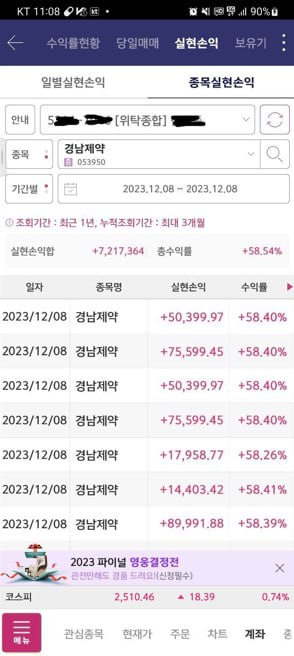 KT 11:08 kt 90%
수익률현황 당일매매 실현손익 보유기
일별실현손익 종목실현손익
안내 5 [위탁종합]
종목 경남제약
053950
기간별 2023,12,08 ~ 2023,12,08
조회기간 : 최근 1년, 누적조회기간 : 최대 3개월
실현손익합 +7,217,364 총수익률 +58.54%
일자 종목명 실현손익 수익률
2023/12/08 경남제약 +50,399.97 +58.40%
2023/12/08 경남제약 +75,599.45 +58.40%
2023/12/08 경남제약 +50,399.97 +58.40%
2023/12/08 경남제약 +75,599.45 +58.40%
2023/12/08 경남제약 +17,958.77 +58.26%
2023/12/08 경남제약 +14,403.42 +58.41%
2023/12/08 경남제약 +89,991.88 +58.39%
2023 파이널 영웅결정전
관전만해도 경품 드려요!(신청필수)
코스피 2,510.46 ▲ 18.39 0.74%
메뉴 관심종목 현재가 주문 차트 계좌 종